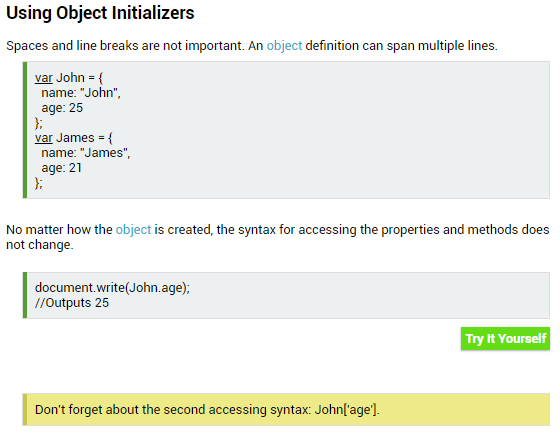 Using Object Initializers
Spaces and line breaks are not important. An object definition can span multiple lines.
var John = {
name: "John",
age: 25
};
var James = {
name: "James",
age: 21
};
No matter how the object is created, the syntax for accessing the properties and methods does
not change.
document.write(John.age);
//Outputs 25
Try It Yourself
Don't forget about the second accessing syntax: John['age'].